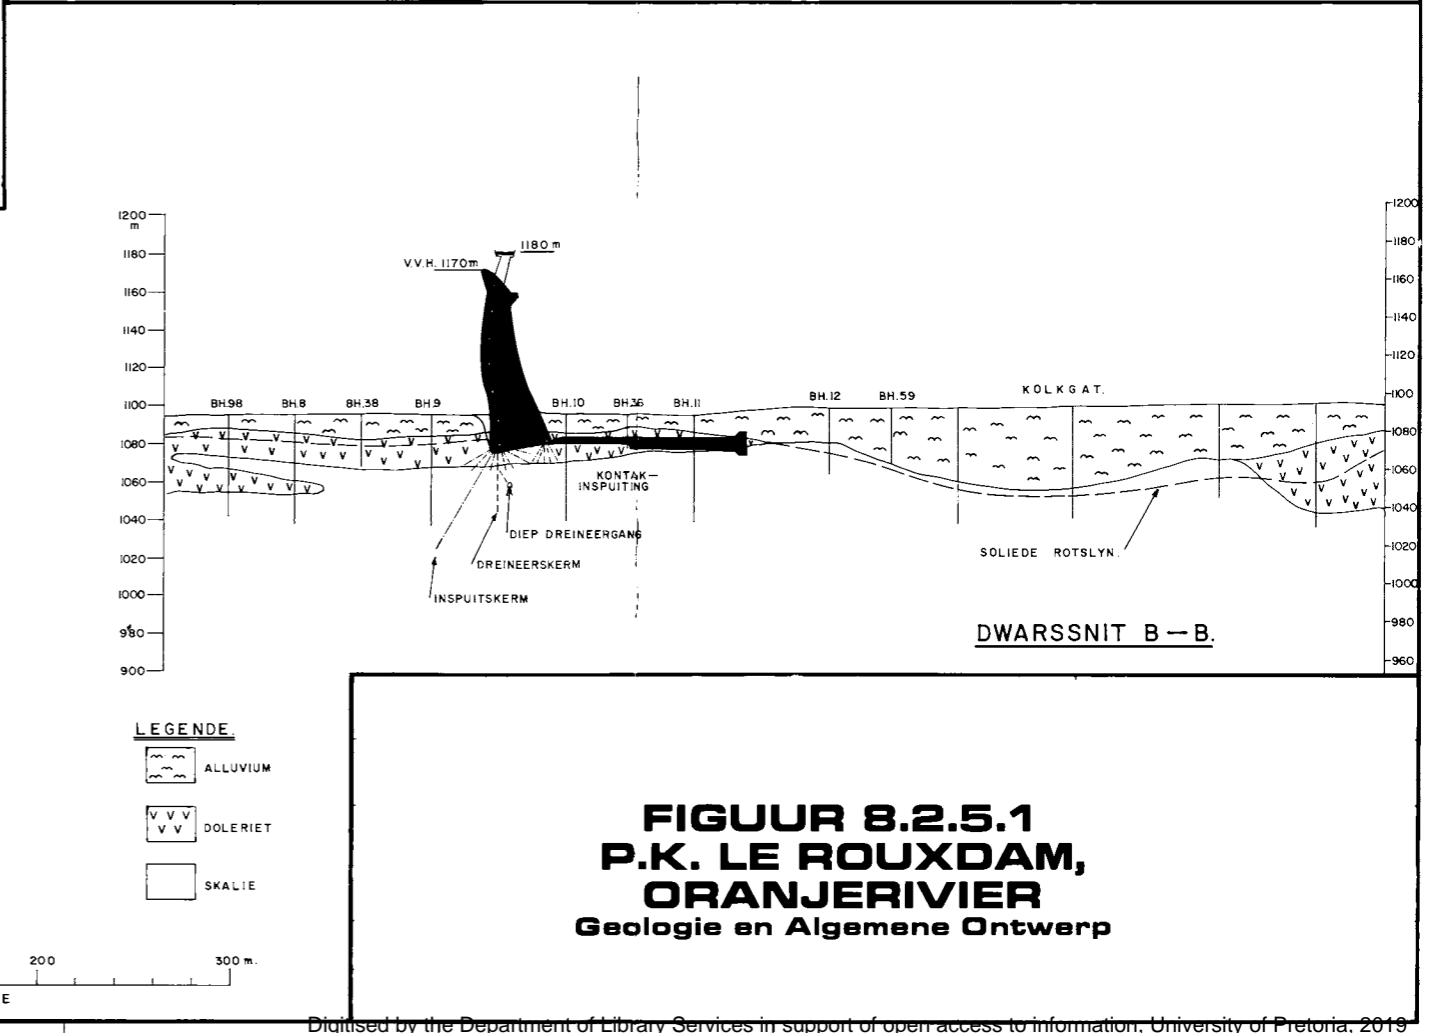 1200
m
1180
1160
1140
1120
1100
1080
1060
1040
1020
1000
980
900
1180 m
V.V.H. 1170m
BH.98
BH.8
BH.38
BH.9
BH.10
BH.36
BH.11
BH.12
BH.59
KOLKGAT.
KONTAK—
INSPUITING
DIEP DREINEERGANG
DREINEERSKERM
INSPUITSKERM
SOLIEDE ROTSLYN.
1200
1180
1160
1140
1120
1100
1080
1060
1040
1020
1000
980
960
DWARSSNIT B—B.
LEGENDE.
ALLUVIUM
DOLERIET
SKALIE
200 300 m.
E
FIGUUR 8.2.5.1
P.K. LE ROUXDAM,
ORANJERIVIER
Geologie en Algemene Ontwerp
Digitised by the Department of Library Services in support of open access to information, University of Pretoria, 2019